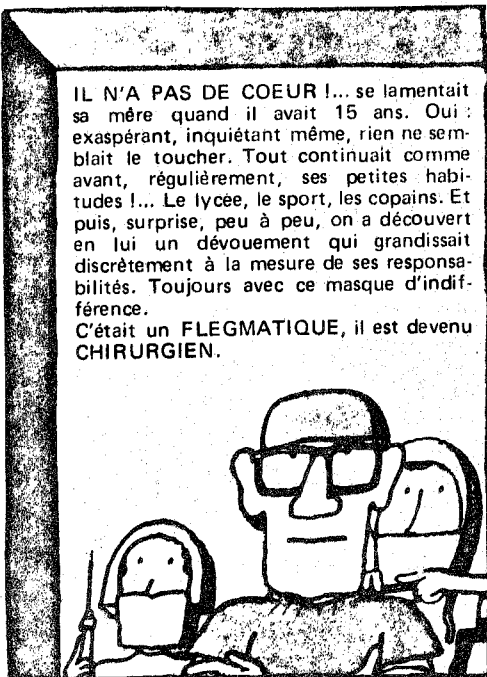 IL N'A PAS DE COEUR !... se lamentait
sa mêre quand il avait 15 ans. Oui :
exaspérant, inquiétant même, rien ne sem-
blait le toucher. Tout continuait comme
avant, régulièrement, ses petites habi-
tudes !... Le lycée, le sport, les copains. Et
puis, surprise, peu à peu, on a découvert
en lui un dévouement qui grandissait
discrètement à la mesure de ses responsa-
bilités. Toujours avec ce masque d'indif-
férence.
C'était un FLEGMATIQUE, il est devenu
CHIRURGIEN.